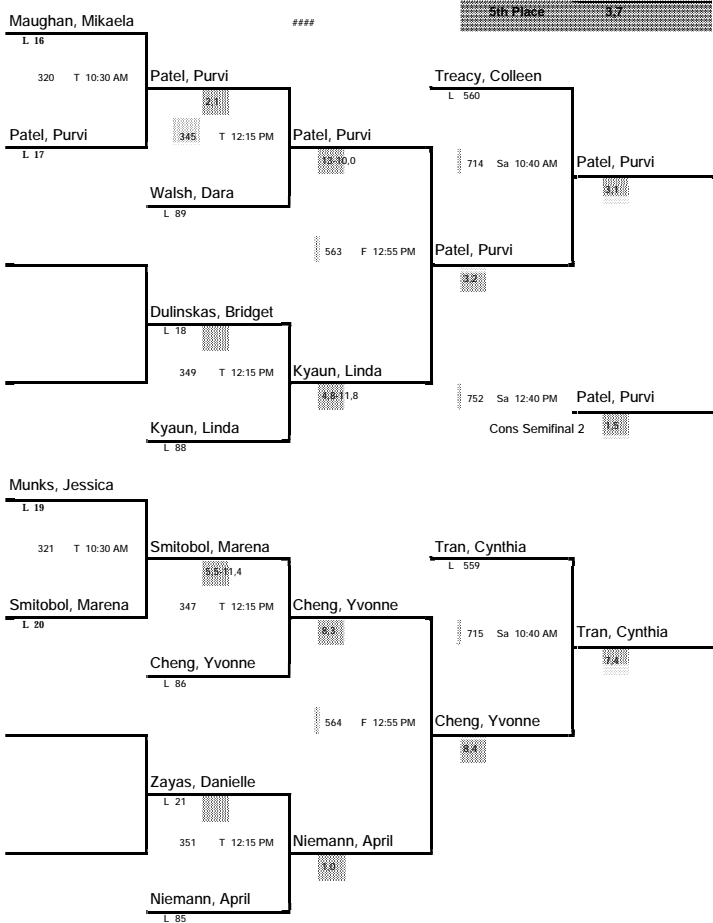 5th Place 3,7
Maughan, Mikaela
####
L 16
320 T 10:30 AM
Patel, Purvi
Treacy, Colleen
2,1
L 560
Patel, Purvi
345 T 12:15 PM
Patel, Purvi
L 17
13-10,0
714 Sa 10:40 AM
Patel, Purvi
3,1
Walsh, Dara
L 89
563 F 12:55 PM
Patel, Purvi
3,2
Dulinskas, Bridget
L 18
349 T 12:15 PM
Kyaun, Linda
4,8-11,8
752 Sa 12:40 PM
Patel, Purvi
Kyaun, Linda
Cons Semifinal 2
1,5
L 88
Munks, Jessica
L 19
321 T 10:30 AM
Smitobol, Marena
Tran, Cynthia
5,5-11,4
L 559
Smitobol, Marena
347 T 12:15 PM
Cheng, Yvonne
L 20
8,3
715 Sa 10:40 AM
Tran, Cynthia
7,4
Cheng, Yvonne
L 86
564 F 12:55 PM
Cheng, Yvonne
8,4
Zayas, Danielle
L 21
351 T 12:15 PM
Niemann, April
1,0
Niemann, April
L 85